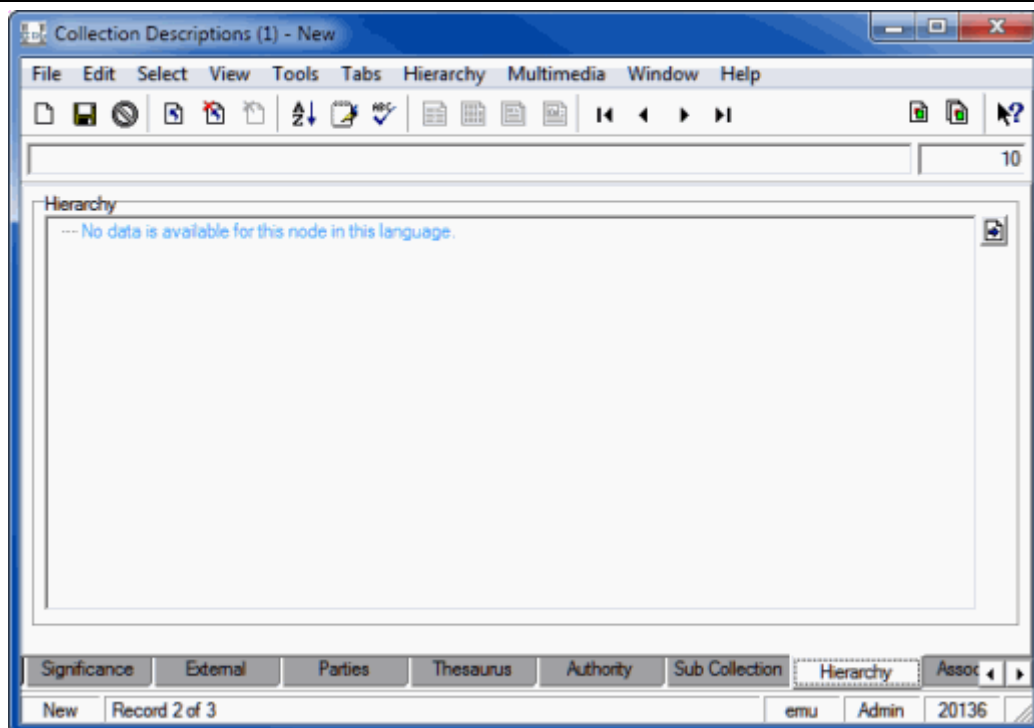 Collection Descriptions (1) - New
File Edit Select View Tools Tabs Hierarchy Multimedia Window Help
10
Hierarchy
No data is available for this node in this language.
Significance External Parties Thesaurus Authority Sub Collection Hierarchy Assoc
New Record 2 of 3 emu Admin 20136